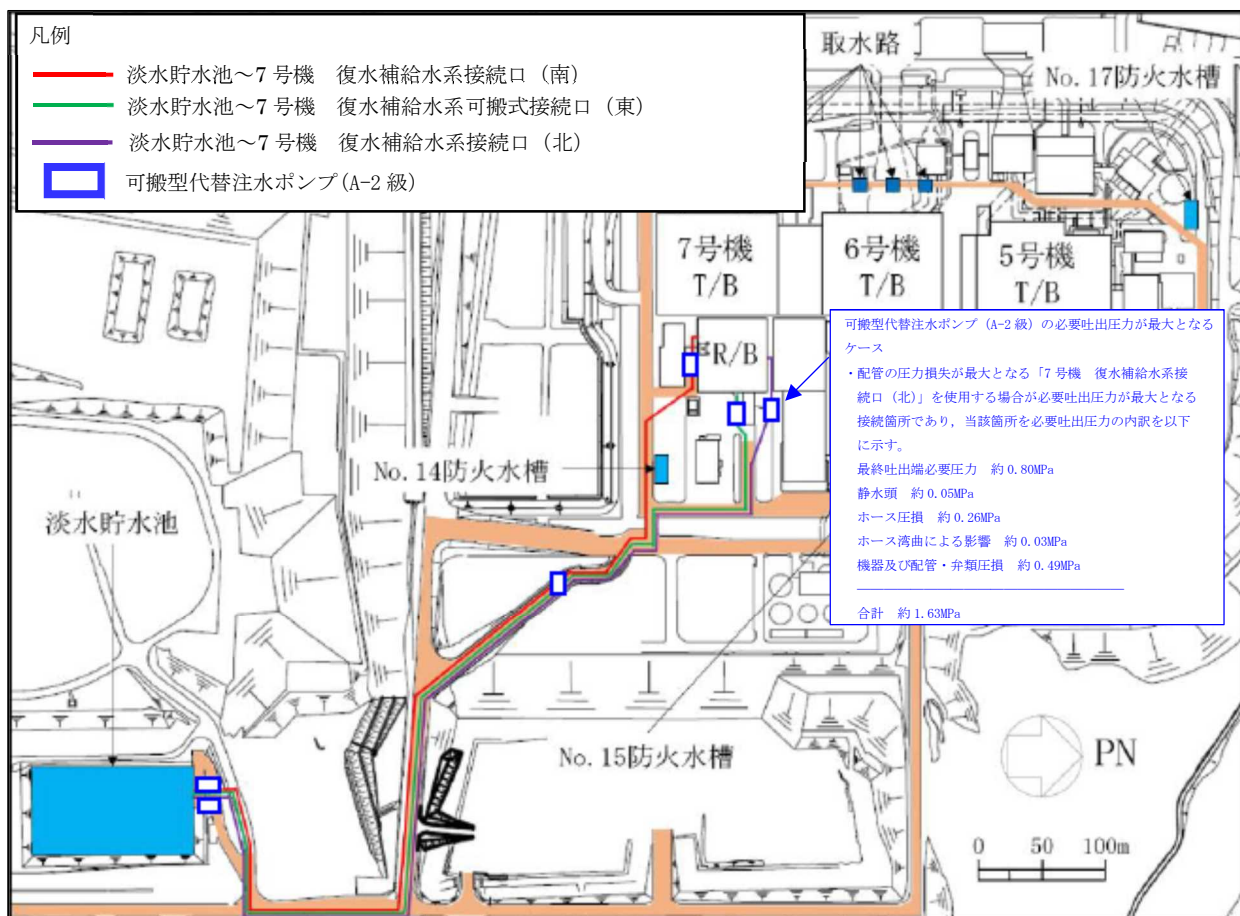 凡例
淡水貯水池～7 号機　復水補給水系接続口（南）
淡水貯水池～7 号機　復水補給水系可搬式接続口（東）
淡水貯水池～7 号機　復水補給水系接続口（北）
可搬型代替注水ポンプ(A-2 級)
取水路
No.17防火水槽
7号機
T/B
6号機
T/B
5号機
T/B
R/B
可搬型代替注水ポンプ（A-2 級）の必要吐出圧力が最大となる
ケース
・配管の圧力損失が最大となる「7 号機　復水補給水系接
続口（北）」を使用する場合が必要吐出圧力が最大となる
接続箇所であり，当該箇所を必要吐出圧力の内訳を以下
に示す。
最終吐出端必要圧力　約 0.80MPa
静水頭　約 0.05MPa
ホース圧損　約 0.26MPa
ホース湾曲による影響　約 0.03MPa
機器及び配管・弁類圧損　約 0.49MPa
合計　約 1.63MPa
No.14防火水槽
淡水貯水池
No.15防火水槽
PN
0 50 100m